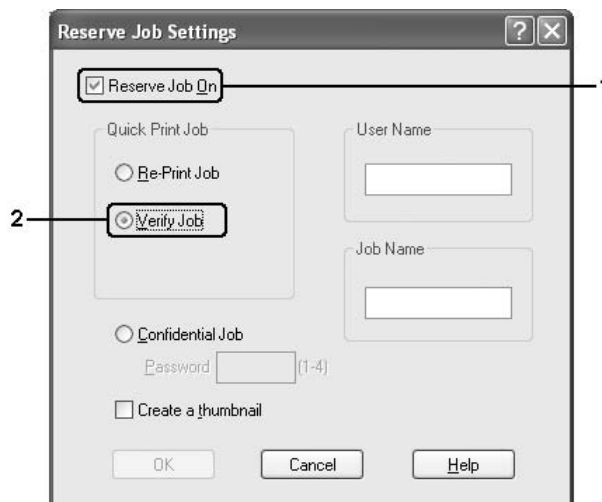 Reserve Job Settings
Reserve Job On
Quick Print Job
Re-Print Job
2
Verify Job
User Name
Job Name
Confidential Job
Password
(1-4)
Create a thumbnail
OK
Cancel
Help